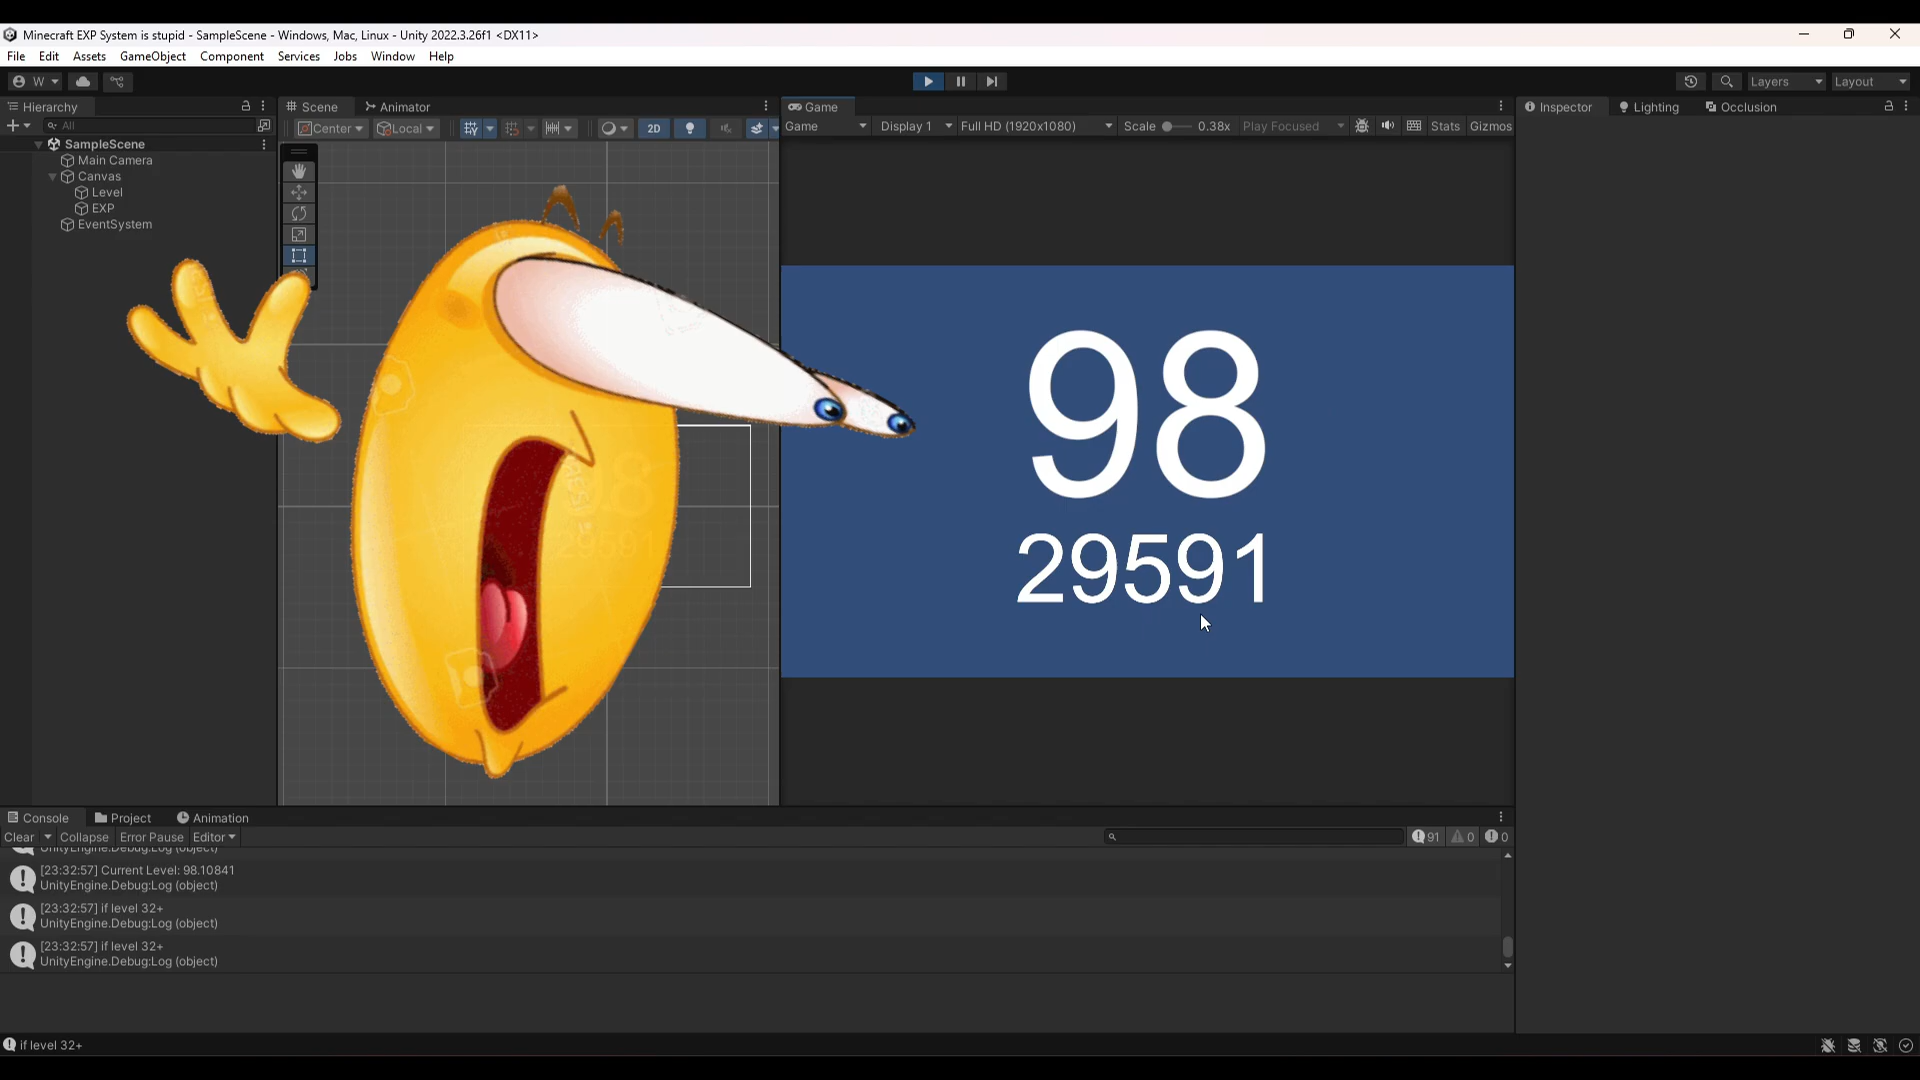 Minecraft EXP System is stupid - SampleScene - Windows, Mac, Linux - Unity 2022.3.26f1 <DX11>
File Edit Assets GameObject Component Services Jobs Window Help
W Layers Layout
Hierarchy
All
SampleScene
Main Camera
Canvas
Level
EXP
EventSystem
Scene Animator
Center Local 2D
Game
Game Display 1 Full HD (1920x1080) Scale 0.38x Play Focused Stats Gizmos
Inspector Lighting Occlusion
98
29591
Console Project Animation
Clear Collapse Error Pause Editor 91 0 0
UnityEngine.Debug:Log (object)
[23:32:57] Current Level: 98.10841
UnityEngine.Debug:Log (object)
[23:32:57] if level 32+
UnityEngine.Debug:Log (object)
[23:32:57] if level 32+
UnityEngine.Debug:Log (object)
if level 32+